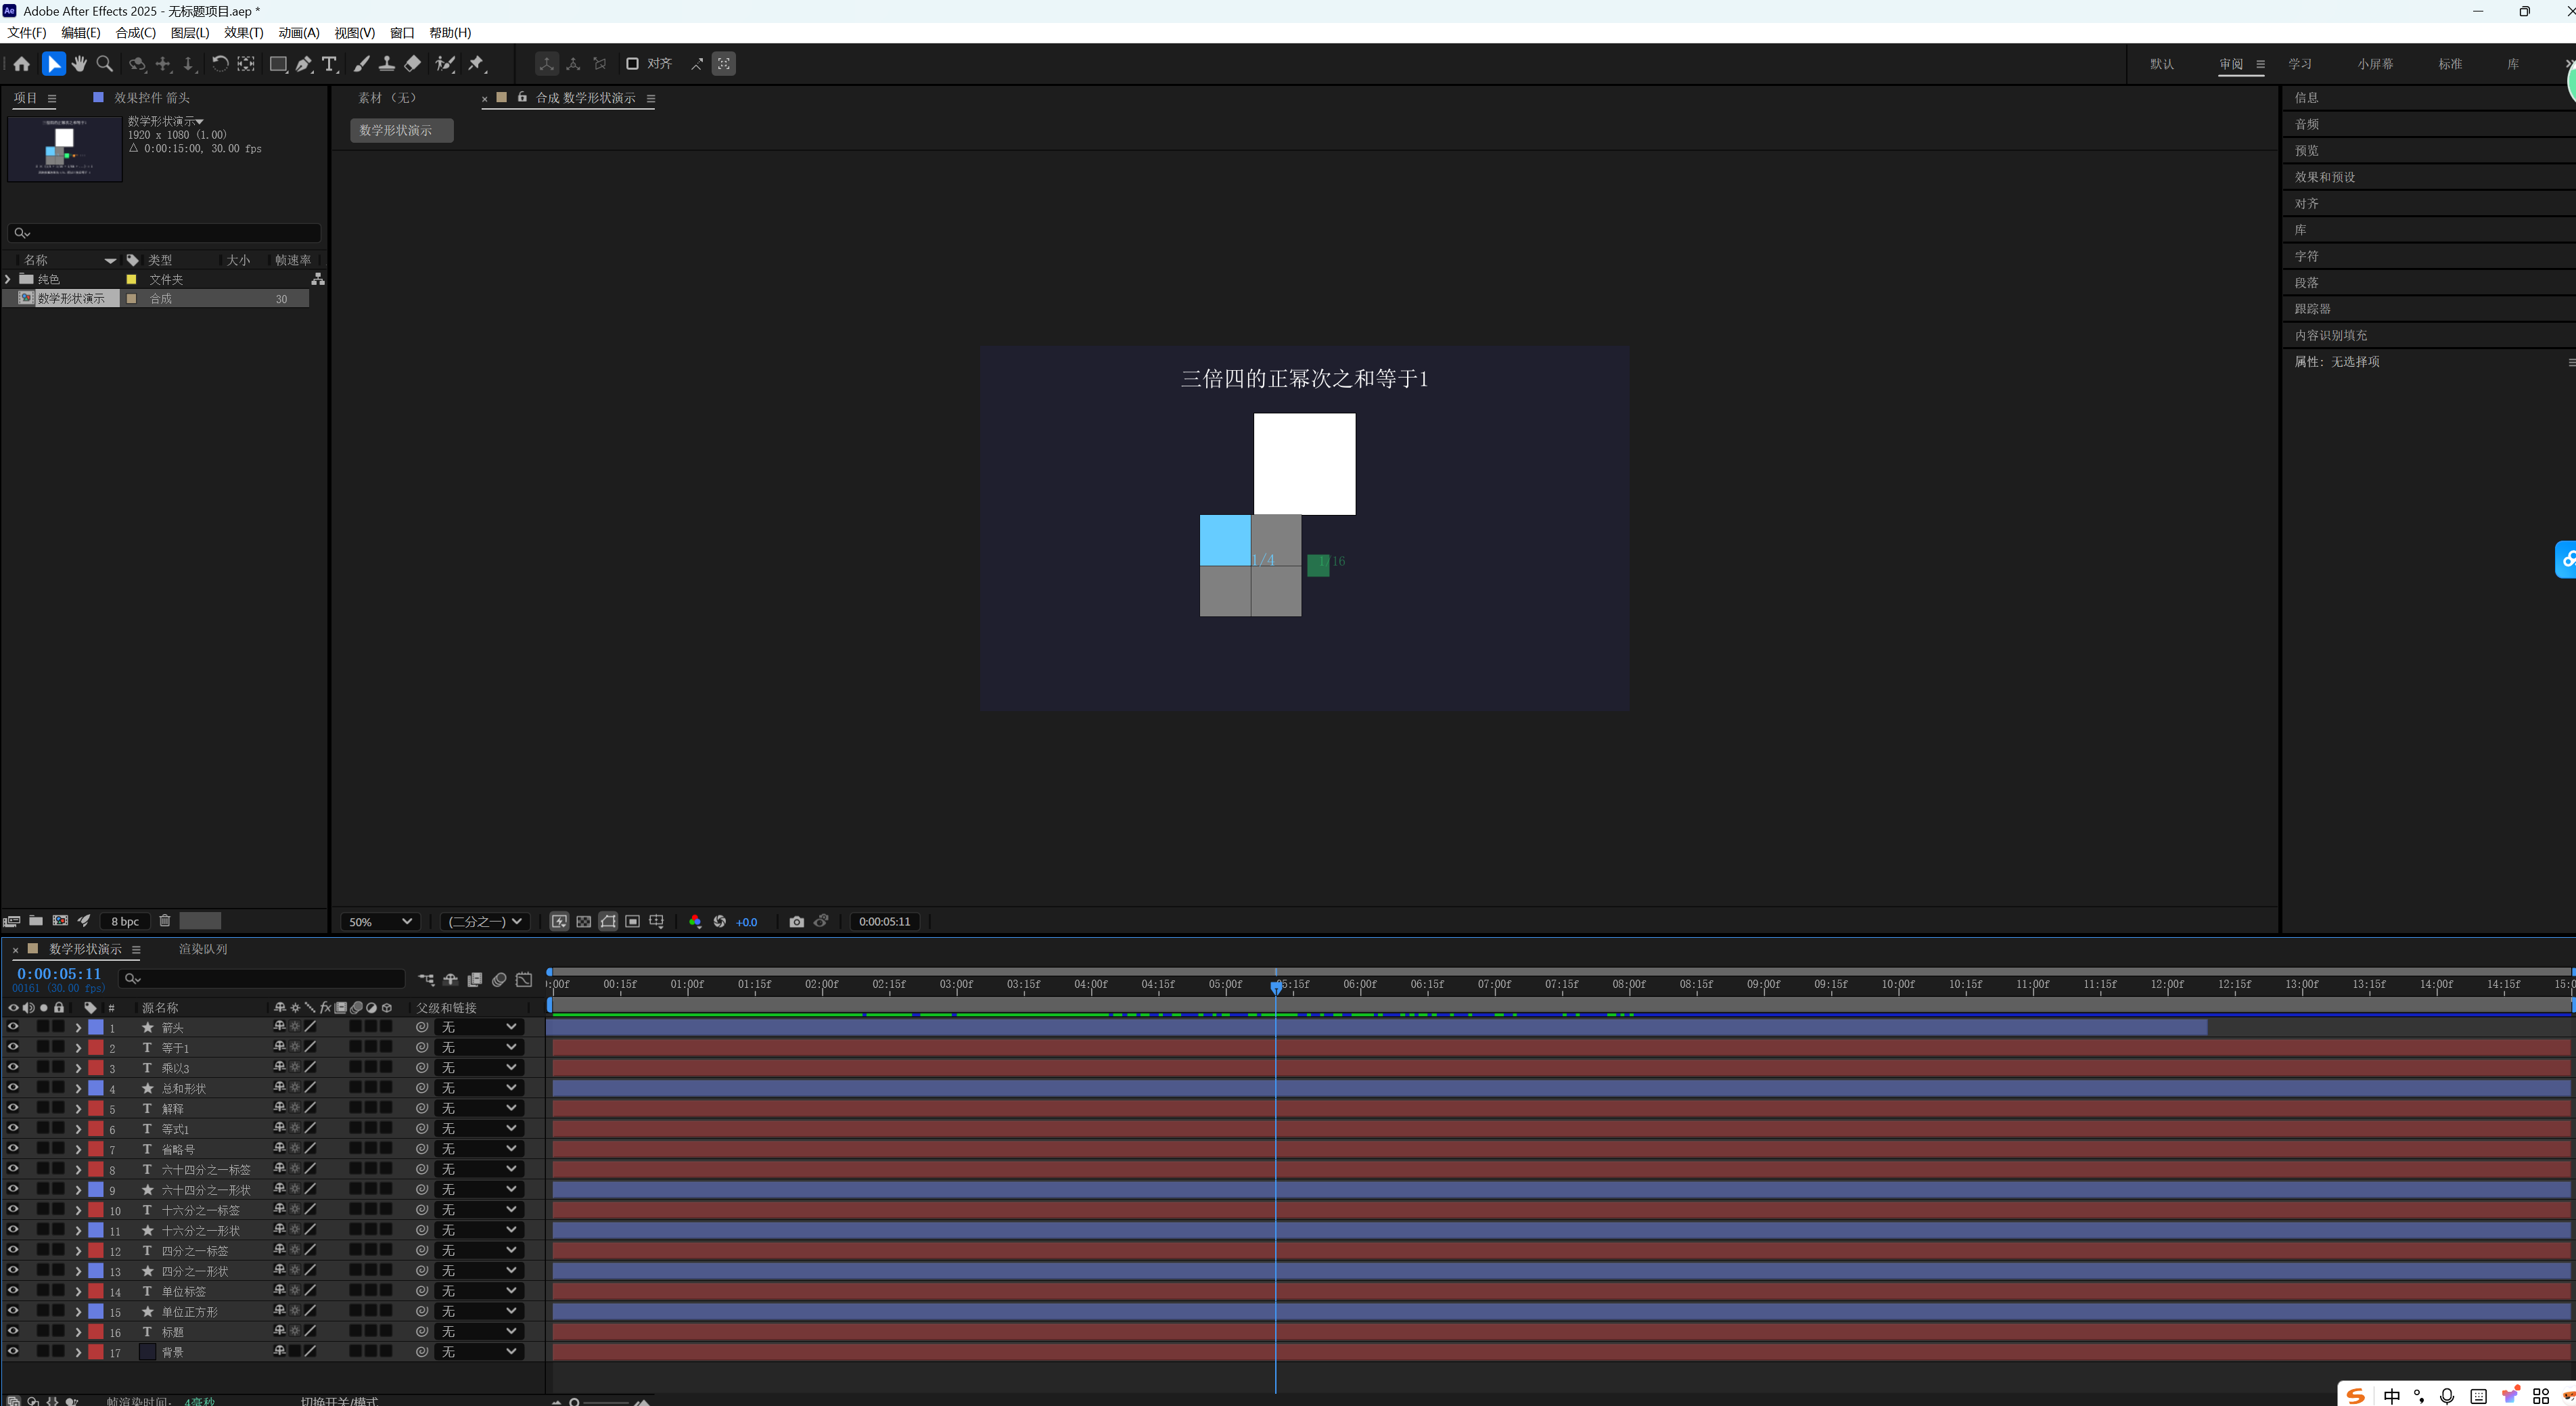 Adobe After Effects 2025 - 无标题项目.aep *
文件(F) 编辑(E) 合成(C) 图层(L) 效果(T) 动画(A) 视图(V) 窗口 帮助(H)
对齐
默认 审阅 学习 小屏幕 标准 库
项目 效果控件 箭头
数学形状演示
1920 x 1080 (1.00)
△ 0:00:15:00, 30.00 fps
名称 类型 大小 帧速率
纯色 文件夹
数学形状演示 合成 30
8 bpc
素材 (无) 合成 数学形状演示
数学形状演示
三倍四的正幂次之和等于1
1/4
1/16
50% (二分之一) +0.0 0:00:05:11
信息
音频
预览
效果和预设
对齐
库
字符
段落
跟踪器
内容识别填充
属性: 无选择项
数学形状演示 渲染队列
0:00:05:11
00161 (30.00 fps)
:00f 00:15f 01:00f 01:15f 02:00f 02:15f 03:00f 03:15f 04:00f 04:15f 05:00f 05:15f 06:00f 06:15f 07:00f 07:15f 08:00f 08:15f 09:00f 09:15f 10:00f 10:15f 11:00f 11:15f 12:00f 12:15f 13:00f 13:15f 14:00f 14:15f 15:0
# 源名称 fx 父级和链接
1 箭头 无
2 T 等于1 无
3 T 乘以3 无
4 总和形状 无
5 T 解释 无
6 T 等式1 无
7 T 省略号 无
8 T 六十四分之一标签 无
9 六十四分之一形状 无
10 T 十六分之一标签 无
11 十六分之一形状 无
12 T 四分之一标签 无
13 四分之一形状 无
14 T 单位标签 无
15 单位正方形 无
16 T 标题 无
17 背景 无
帧渲染时间: 4毫秒 切换开关/模式
中